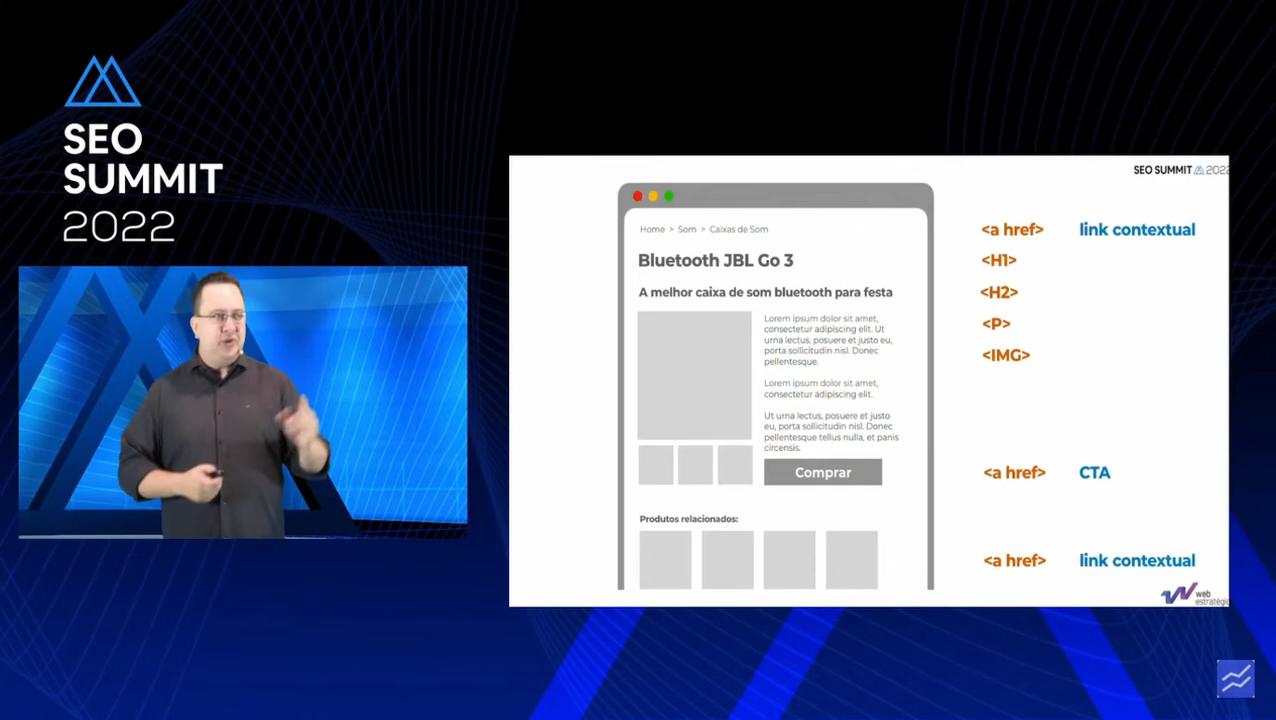 SEO
SUMMIT
2022
SEO SUMMIT 2022
Home > Som > Caixas de Som
<a href> link contextual
Bluetooth JBL Go 3
<H1>
A melhor caixa de som bluetooth para festa
<H2>
Lorem ipsum dolor sit amet,
consectetur adipiscing elit. Ut
urna lectus, posuere et justo eu,
porta sollicitudin nisl. Donec
pellentesque.
<P>
<IMG>
Lorem ipsum dolor sit amet,
consectetur adipiscing elit.
Ut urna lectus, posuere et justo
eu, porta sollicitudin nisl. Donec
pellentesque tellus nulla, et panis
circensis.
Comprar
<a href> CTA
Produtos relacionados:
<a href> link contextual
web